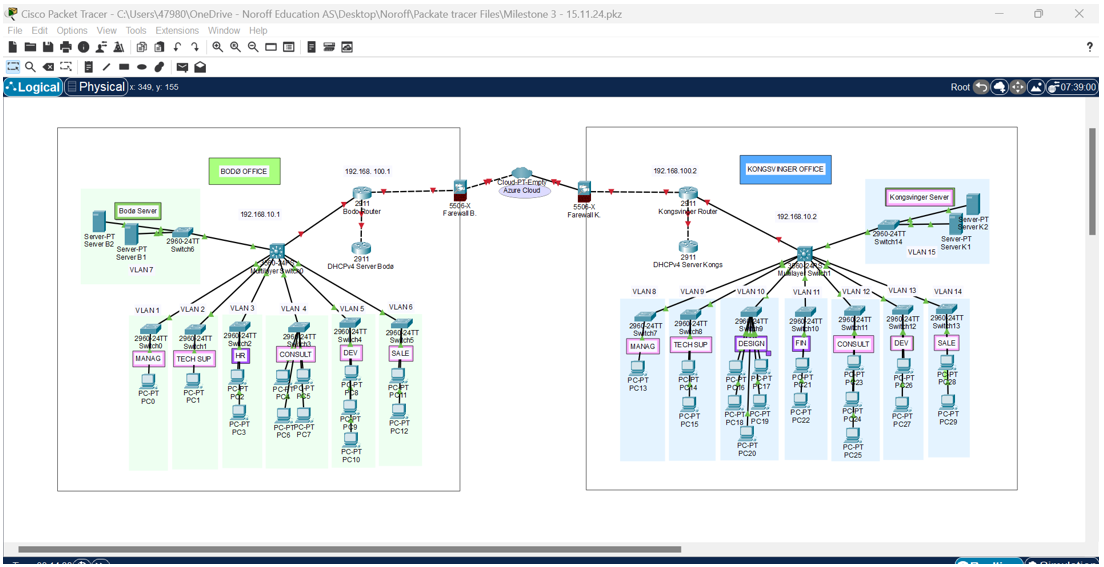 Cisco Packet Tracer - C:\Users\47980\OneDrive - Noroff Education AS\Desktop\Noroff\Packate tracer Files\Milestone 3 - 15.11.24.pkz
File Edit Options View Tools Extensions Window Help
Logical Physical x: 349, y: 155
Root 07:39:00
BODØ OFFICE
192.168. 100.1
2911
Bodø Router
5506-X
Farewall B.
Cloud-PT-Empty
Azure Cloud
5506-X
Farewall K.
192.168.100.2
2911
Kongsvinger Router
KONGSVINGER OFFICE
Bodø Server
192.168.10.1
Server-PT
Server B2
Server-PT
Server B1
2960-24TT
Switch6
VLAN 7
2911
DHCPv4 Server Bodø
Multilayer Switch0
2911
DHCPv4 Server Kongs
192.168.10.2
Multilayer Switch1
Kongsvinger Server
Server-PT
Server K2
Server-PT
Server K1
2960-24TT
Switch14
VLAN 15
VLAN 1
VLAN 2
VLAN 3
VLAN 4
VLAN 5
VLAN 6
2960-24TT
Switch0
2960-24TT
Switch1
2960-24TT
Switch2
2960-24TT
Switch3
2960-24TT
Switch4
2960-24TT
Switch5
MANAG
TECH SUP
HR
CONSULT
DEV
SALE
PC-PT
PC0
PC-PT
PC1
PC-PT
PC2
PC-PT
PC3
PC-PT
PC4
PC-PT
PC5
PC-PT
PC6
PC-PT
PC7
PC-PT
PC8
PC-PT
PC9
PC-PT
PC10
PC-PT
PC11
PC-PT
PC12
VLAN 8
VLAN 9
VLAN 10
VLAN 11
VLAN 12
VLAN 13
VLAN 14
2960-24TT
Switch7
2960-24TT
Switch8
2960-24TT
Switch9
2960-24TT
Switch10
2960-24TT
Switch11
2960-24TT
Switch12
2960-24TT
Switch13
MANAG
TECH SUP
DESIGN
FIN
CONSULT
DEV
SALE
PC-PT
PC13
PC-PT
PC14
PC-PT
PC15
PC-PT
PC16
PC-PT
PC17
PC-PT
PC18
PC-PT
PC19
PC-PT
PC20
PC-PT
PC21
PC-PT
PC22
PC-PT
PC23
PC-PT
PC24
PC-PT
PC25
PC-PT
PC26
PC-PT
PC27
PC-PT
PC28
PC-PT
PC29